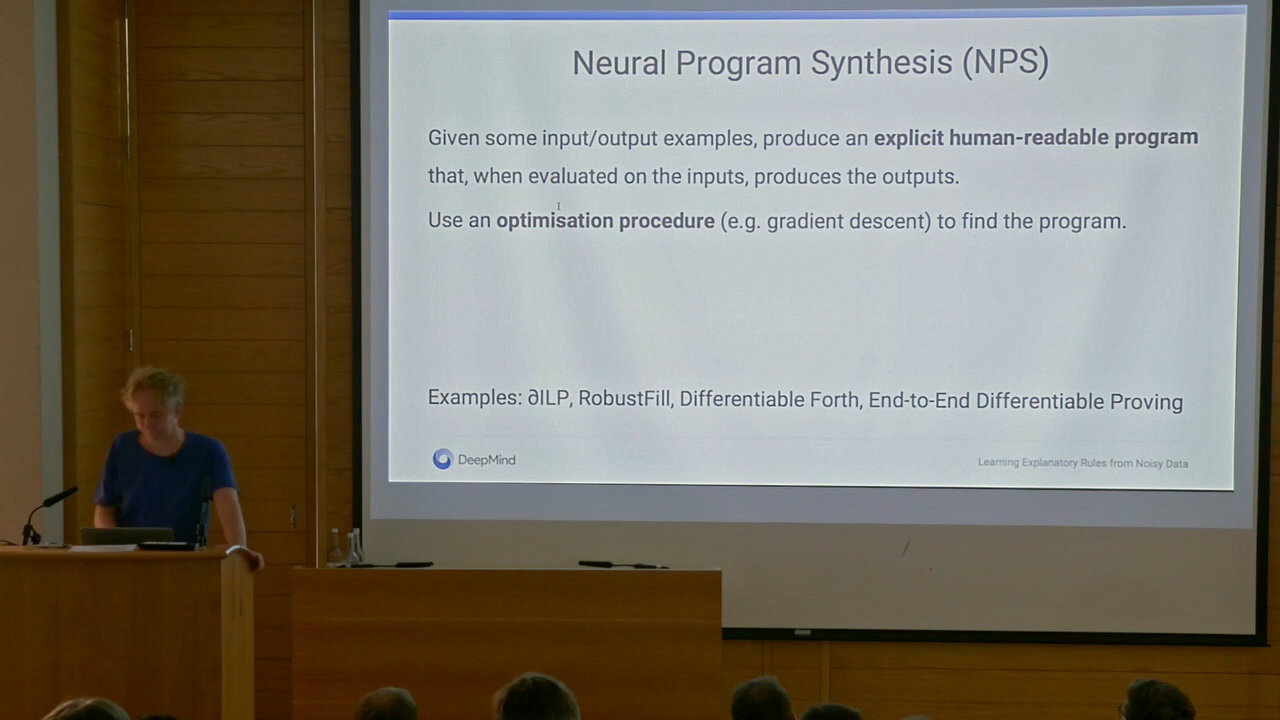 Neural Program Synthesis (NPS)
Given some input/output examples, produce an explicit human-readable program
that, when evaluated on the inputs, produces the outputs.
Use an optimisation procedure (e.g. gradient descent) to find the program.
Examples: ∂ILP, RobustFill, Differentiable Forth, End-to-End Differentiable Proving
DeepMind
Learning Explanatory Rules from Noisy Data